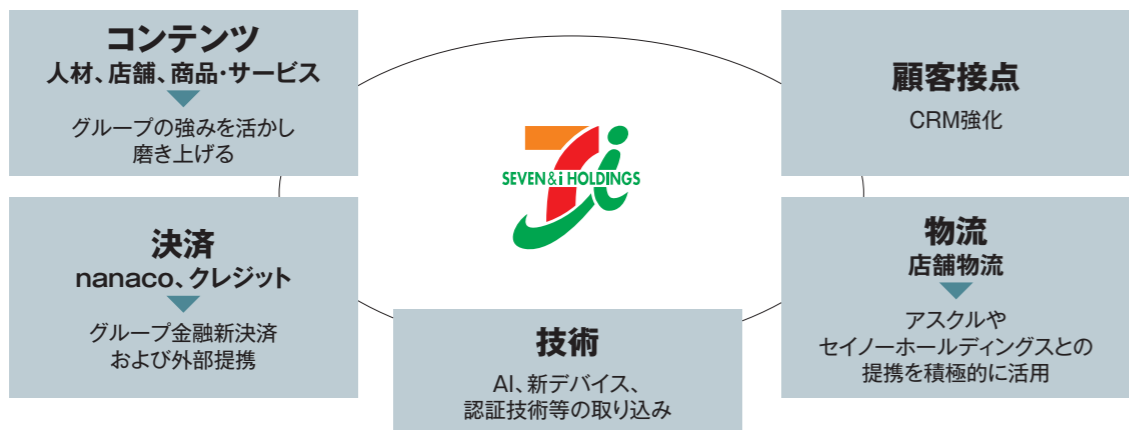 コンテンツ
人材、店舗、商品・サービス
グループの強みを活かし
磨き上げる
顧客接点
CRM強化
SEVEN&i HOLDINGS
決済
nanaco、クレジット
グループ金融新決済
および外部提携
物流
店舗物流
アスクルや
セイノーホールディングスとの
提携を積極的に活用
技術
AI、新デバイス、
認証技術等の取り込み